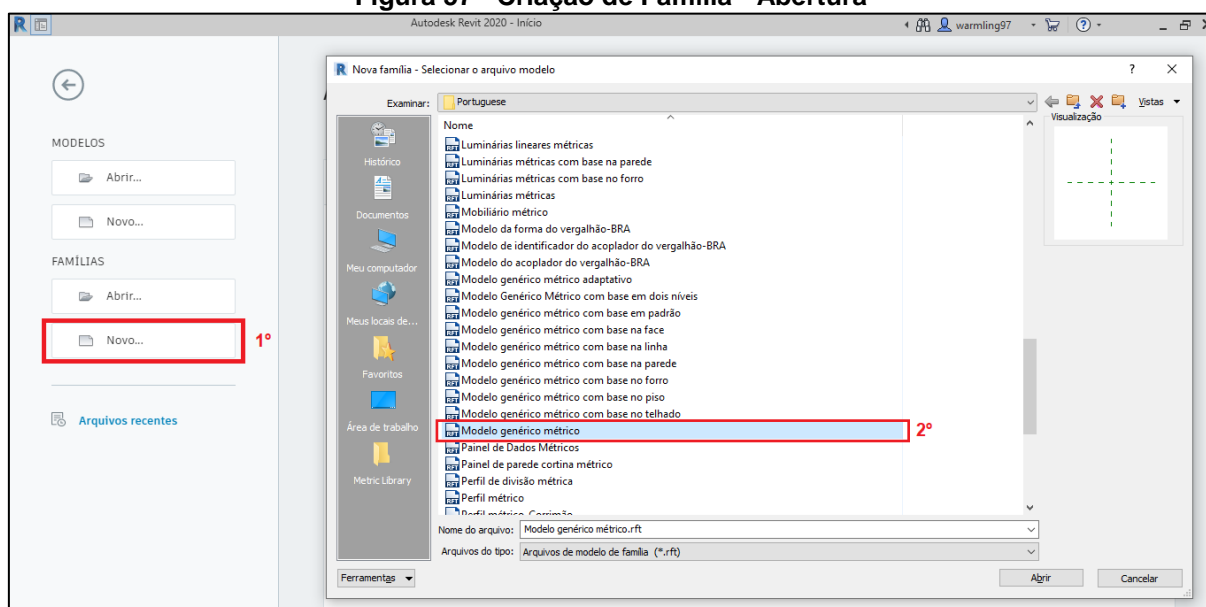 Figura 37 - Criação de Família - Abertura
Autodesk Revit 2020 - Início
warmling97
MODELOS
Abrir...
Novo...
FAMÍLIAS
Abrir...
Novo...
1º
Arquivos recentes
Nova família - Selecionar o arquivo modelo
Examinar:
Portuguese
Vistas
Histórico
Documentos
Meu computador
Meus locais de...
Favoritos
Área de trabalho
Metric Library
Nome
Luminárias lineares métricas
Luminárias métricas com base na parede
Luminárias métricas com base no forro
Luminárias métricas
Mobiliário métrico
Modelo da forma do vergalhão-BRA
Modelo de identificador do acoplador do vergalhão-BRA
Modelo do acoplador do vergalhão-BRA
Modelo genérico métrico adaptativo
Modelo Genérico Métrico com base em dois níveis
Modelo genérico métrico com base em padrão
Modelo genérico métrico com base na face
Modelo genérico métrico com base na linha
Modelo genérico métrico com base na parede
Modelo genérico métrico com base no forro
Modelo genérico métrico com base no piso
Modelo genérico métrico com base no telhado
Modelo genérico métrico
2º
Painel de Dados Métricos
Painel de parede cortina métrico
Perfil de divisão métrica
Perfil métrico
Perfil métrico-Corrimão
Visualização
Nome do arquivo:
Modelo genérico métrico.rft
Arquivos do tipo:
Arquivos de modelo de família (*.rft)
Ferramentas
Abrir
Cancelar